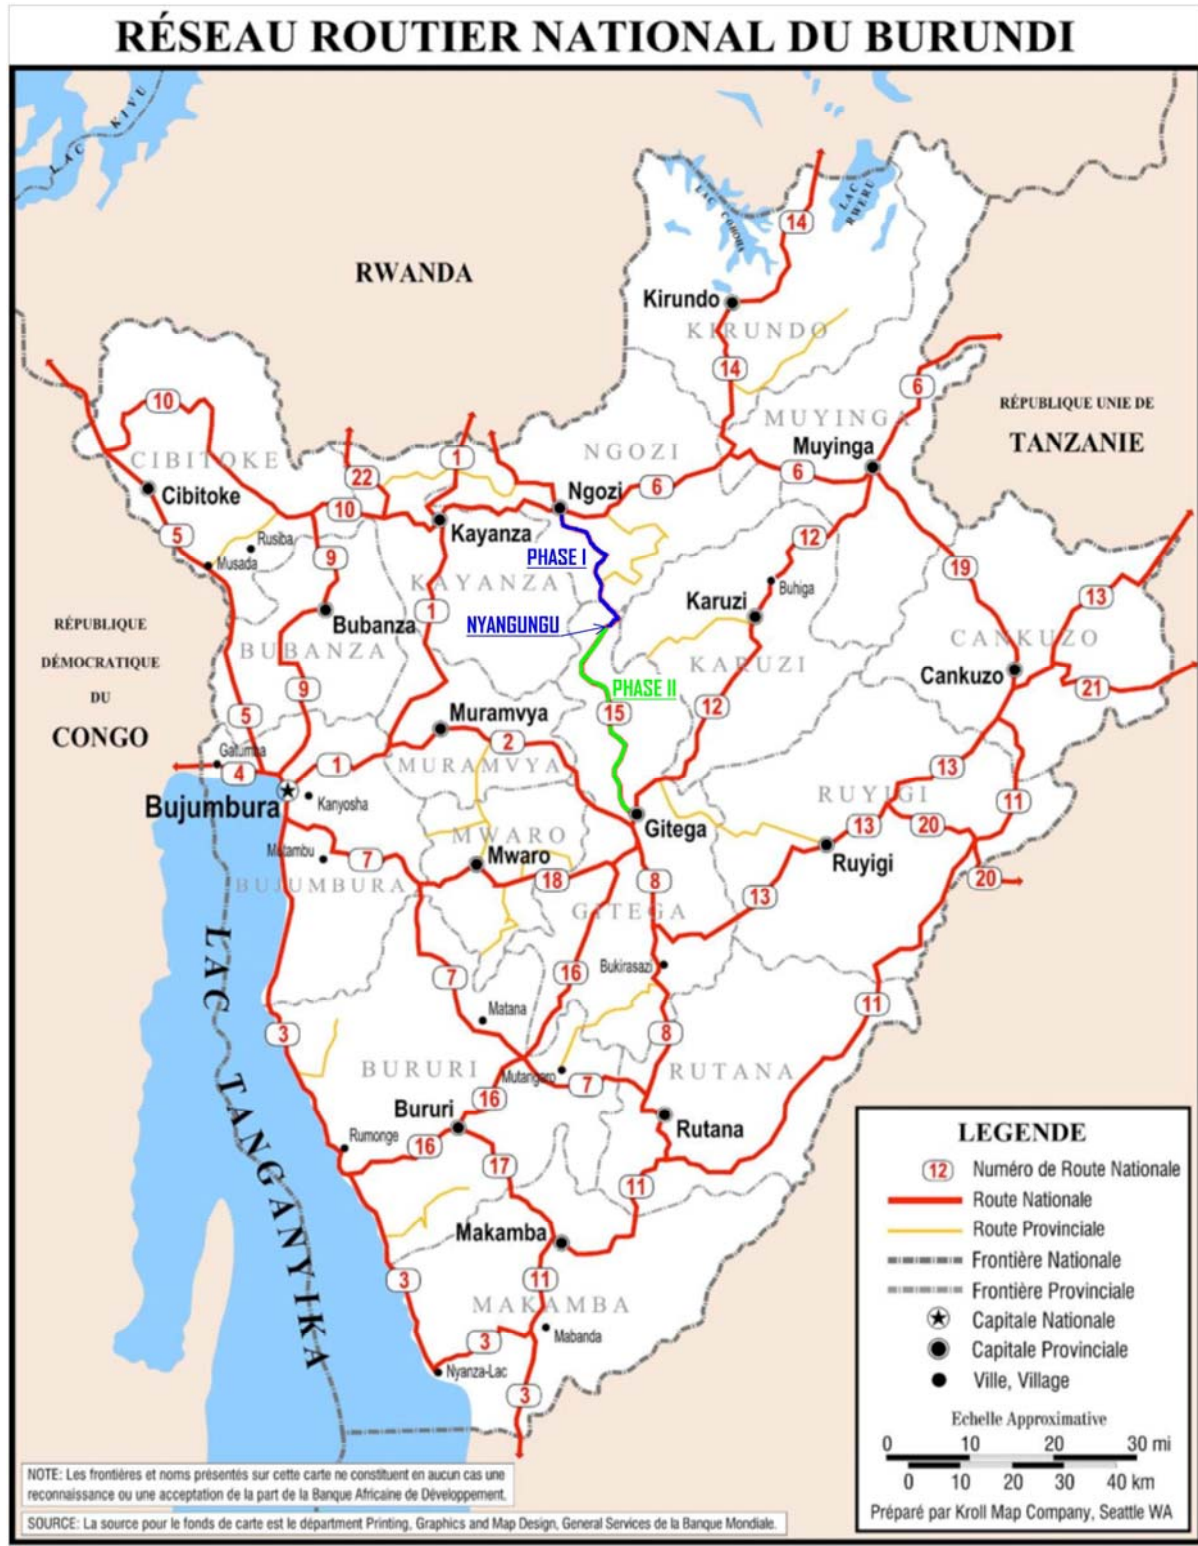 RÉSEAU ROUTIER NATIONAL DU BURUNDI
LAC KIVU
RWANDA
LAC COHOHA
LAC
RWERU
14
Kirundo
KIRUNDO
14
6
RÉPUBLIQUE UNIE DE
TANZANIE
MUYINGA
Muyinga
6
NGOZI
Ngozi
6
10
CIBITOKE
Cibitoke
22
1
10
Kayanza
5
Rusiba
Musada
9
PHASE I
12
Buhiga
19
13
KAYANZA
1
Bubanza
BUBANZA
NYANGUNGU
Karuzi
KARUZI
CANKUZO
Cankuzo
21
RÉPUBLIQUE
DÉMOCRATIQUE
DU
CONGO
9
5
PHASE II
15
12
Muramvya
2
MURAMVYA
Gatumba
4
1
13
Bujumbura
Kanyosha
RUYIGI
11
13
20
Gitega
MWARO
Mwaro
Ruyigi
Mutambu
7
BUJUMBURA
18
8
13
20
GITEGA
LAC TANGANYIKA
7
16
Bukirasazi
11
Matana
3
8
BURURI
Mutangaro
7
RUTANA
16
Bururi
Rutana
Rumonge
16
17
11
Makamba
3
11
MAKAMBA
3
Mabanda
Nyanza-Lac
3
LEGENDE
12 Numéro de Route Nationale
Route Nationale
Route Provinciale
Frontière Nationale
Frontière Provinciale
Capitale Nationale
Capitale Provinciale
Ville, Village
Echelle Approximative
0 10 20 30 mi
0 10 20 30 40 km
Préparé par Kroll Map Company, Seattle WA
NOTE: Les frontières et noms présentés sur cette carte ne constituent en aucun cas une
reconnaissance ou une acceptation de la part de la Banque Africaine de Développement.
SOURCE: La source pour le fonds de carte est le départment Printing, Graphics and Map Design, General Services de la Banque Mondiale.